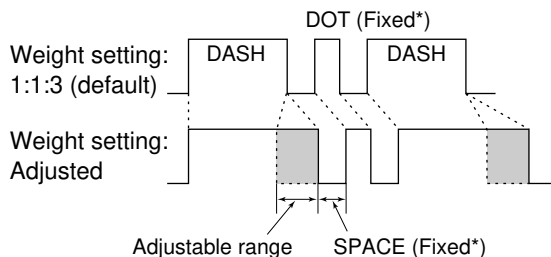 DOT (Fixed*)
Weight setting:
1:1:3 (default)
DASH
DASH
Weight setting:
Adjusted
Adjustable range
SPACE (Fixed*)